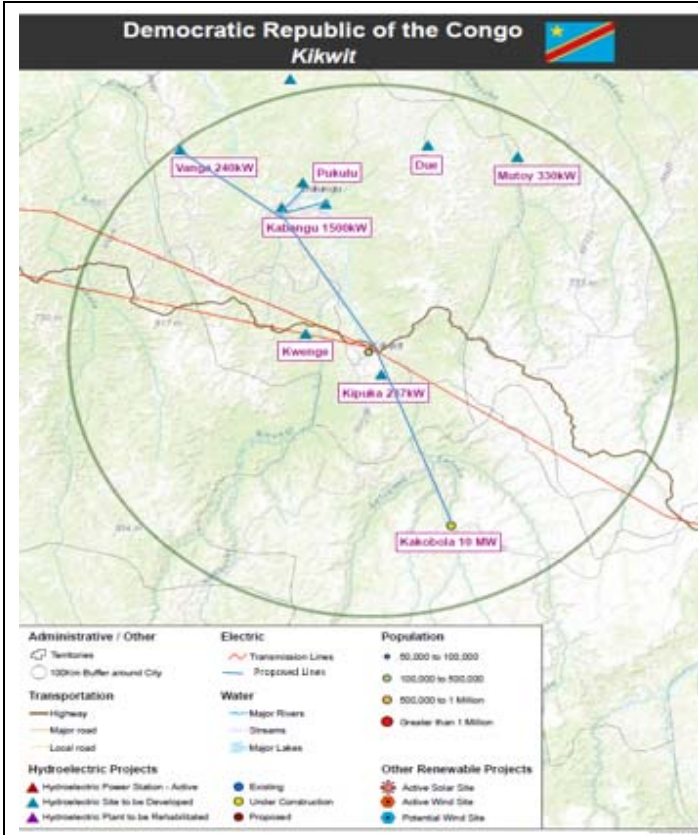 Democratic Republic of the Congo
Kikwit
Vanga 240kW
Pukulu
Due
Mutoy 330kW
Kabangu 1500kW
Kwenge
Kipuka 217kW
Kakobola 10 MW
Administrative / Other
Territories
100Km Buffer around City
Transportation
Highway
Major road
Local road
Electric
Transmission Lines
Proposed Lines
Water
Major Rivers
Streams
Major Lakes
Population
50,000 to 100,000
100,000 to 500,000
500,000 to 1 Million
Greater than 1 Million
Hydroelectric Projects
Hydroelectric Power Station - Active
Hydroelectric Site to be Developed
Hydroelectric Plant to be Rehabilitated
Existing
Under Construction
Proposed
Other Renewable Projects
Active Solar Site
Active Wind Site
Potential Wind Site